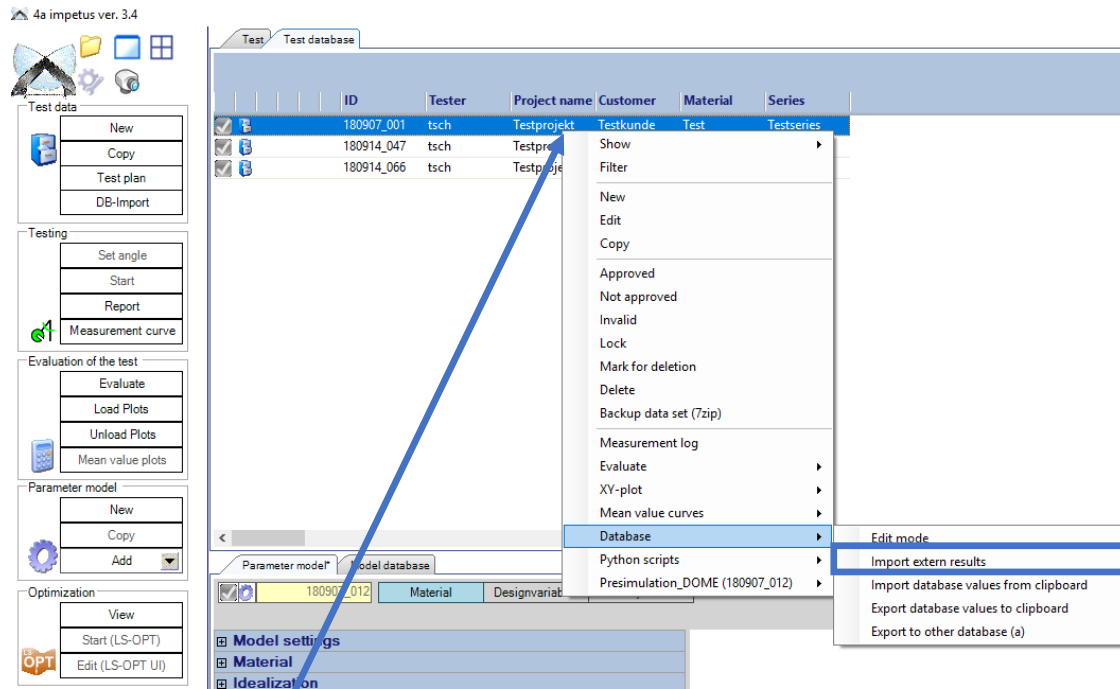 4a impetus ver. 3.4
Test data
New
Copy
Test plan
DB-Import
Testing
Set angle
Start
Report
Measurement curve
Evaluation of the test
Evaluate
Load Plots
Unload Plots
Mean value plots
Parameter model
New
Copy
Add
Optimization
View
Start (LS-OPT)
Edit (LS-OPT UI)
LS
OPT
Test
Test database
ID Tester Project name Customer Material Series
180907_001 tsch Testprojekt Testkunde Test Testseries
180914_047 tsch
180914_066 tsch
Show
Filter
New
Edit
Copy
Approved
Not approved
Invalid
Lock
Mark for deletion
Delete
Backup data set (7zip)
Measurement log
Evaluate
XY-plot
Mean value curves
Database
Python scripts
Presimulation_DOME (180907_012)
Edit mode
Import extern results
Import database values from clipboard
Export database values to clipboard
Export to other database (a)
Parameter model*
Model database
180907_012 Material
Model settings
Material
Idealization